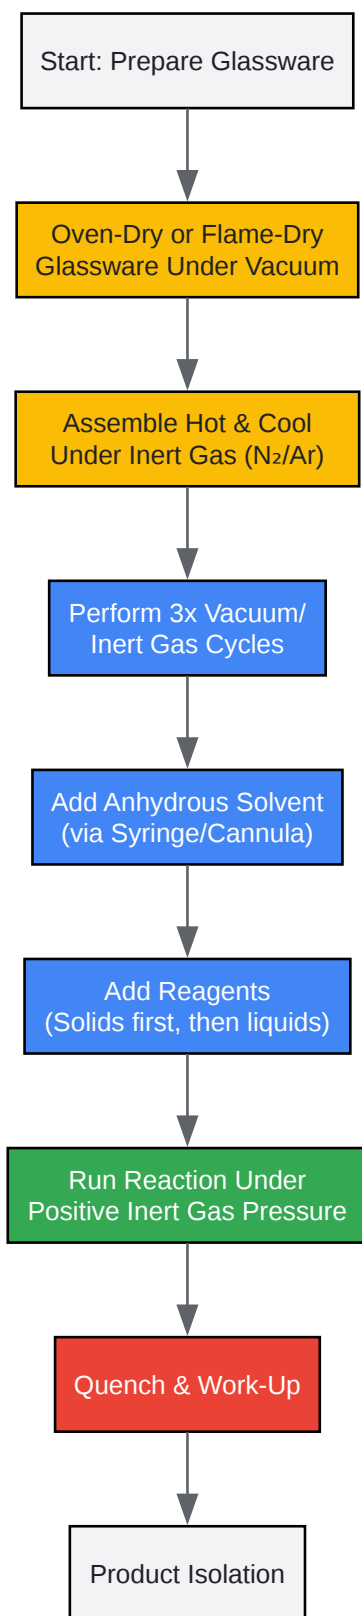 Start: Prepare Glassware
Oven-Dry or Flame-Dry
Glassware Under Vacuum
Assemble Hot & Cool
Under Inert Gas (N₂/Ar)
Perform 3x Vacuum/
Inert Gas Cycles
Add Anhydrous Solvent
(via Syringe/Cannula)
Add Reagents
(Solids first, then liquids)
Run Reaction Under
Positive Inert Gas Pressure
Quench & Work-Up
Product Isolation